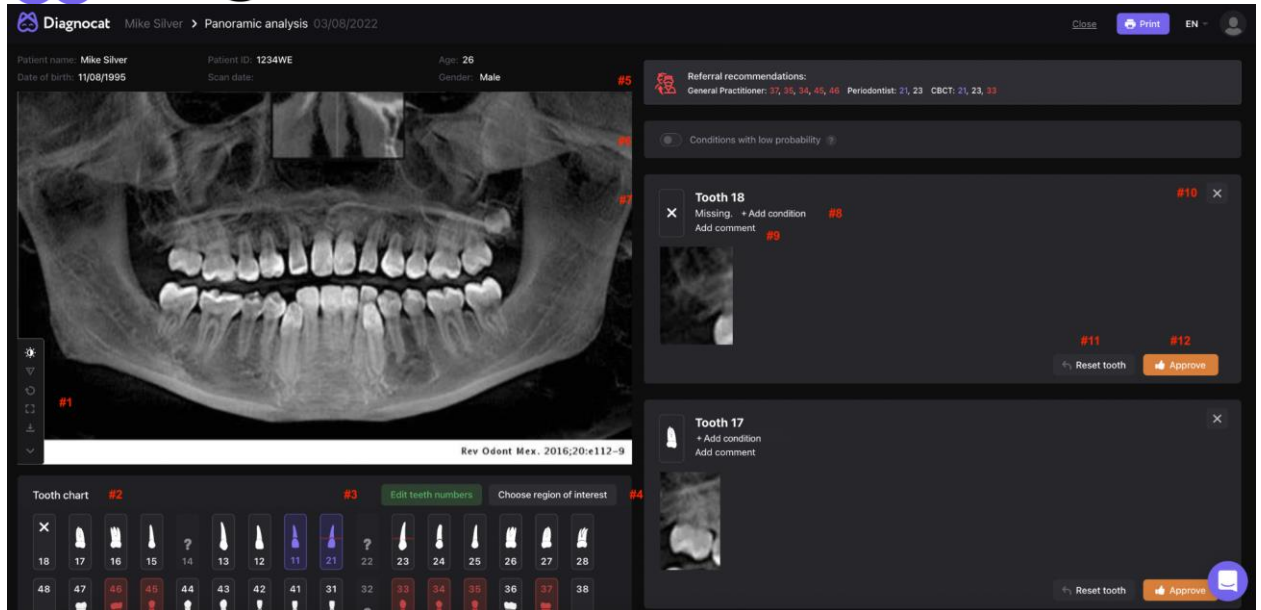 Diagnocat Mike Silver > Panoramic analysis 03/08/2022
Close Print EN
Patient name: Mike Silver Patient ID: 1234WE Age: 26
Date of birth: 11/08/1995 Scan date: Gender: Male
#5
Referral recommendations:
General Practitioner: 37, 35, 34, 45, 46 Periodontist: 21, 23 CBCT: 21, 23, 33
Conditions with low probability ?
#7
Tooth 18
#10
Missing. + Add condition #8
Add comment #9
#11 #12
Reset tooth Approve
#1
Rev Odont Mex. 2016;20:e112-9
Tooth 17
+ Add condition
Add comment
Reset tooth Approve
Tooth chart #2 #3 Edit teeth numbers Choose region of interest #4
? ?
18 17 16 15 14 13 12 11 21 22 23 24 25 26 27 28
48 47 46 45 44 43 42 41 31 32 33 34 35 36 37 38